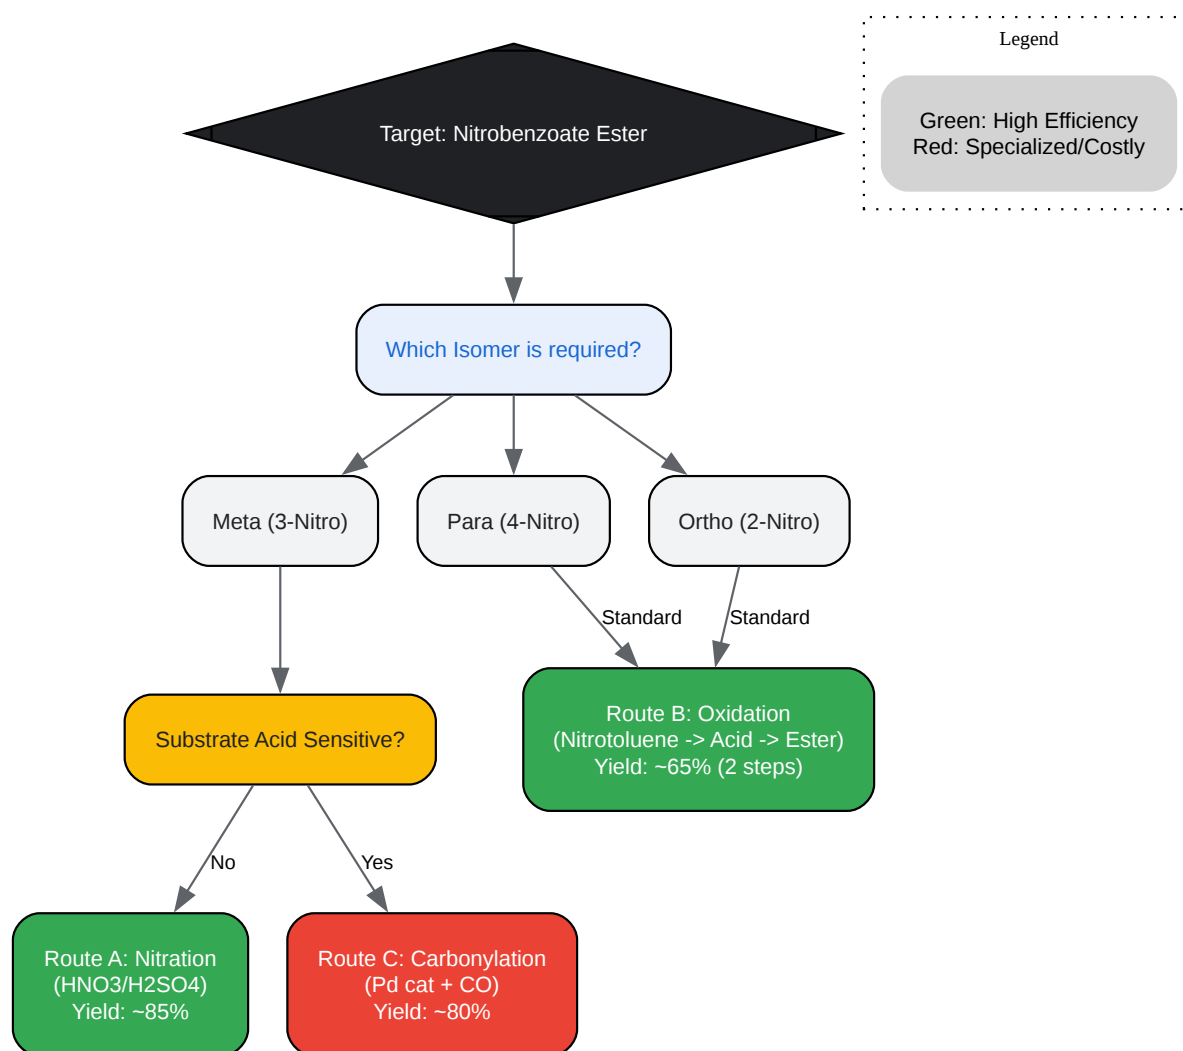 Legend
Green: High Efficiency
Red: Specialized/Costly
Target: Nitrobenzoate Ester
Which Isomer is required?
Meta (3-Nitro)
Para (4-Nitro)
Ortho (2-Nitro)
Standard
Standard
Substrate Acid Sensitive?
Route B: Oxidation
(Nitrotoluene -> Acid -> Ester)
Yield: ~65% (2 steps)
No
Yes
Route A: Nitration
(HNO3/H2SO4)
Yield: ~85%
Route C: Carbonylation
(Pd cat + CO)
Yield: ~80%